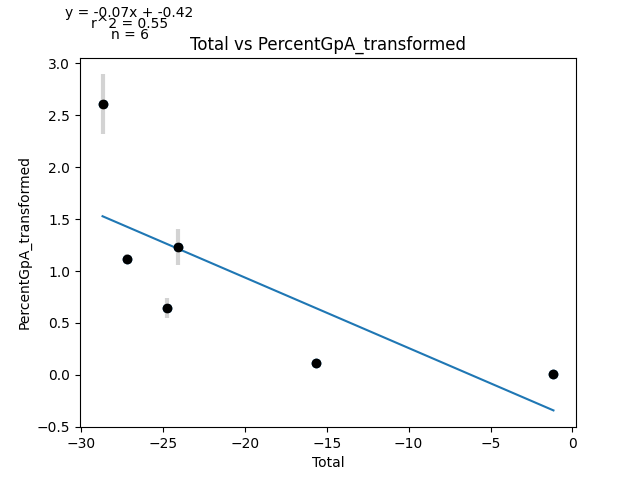 y = -0.07x + -0.42
r^2 = 0.55
n = 6
Total vs PercentGpA_transformed
3.0
2.5
2.0
1.5
1.0
0.5
0.0
−0.5
PercentGpA_transformed
−30 −25 −20 −15 −10 −5 0
Total